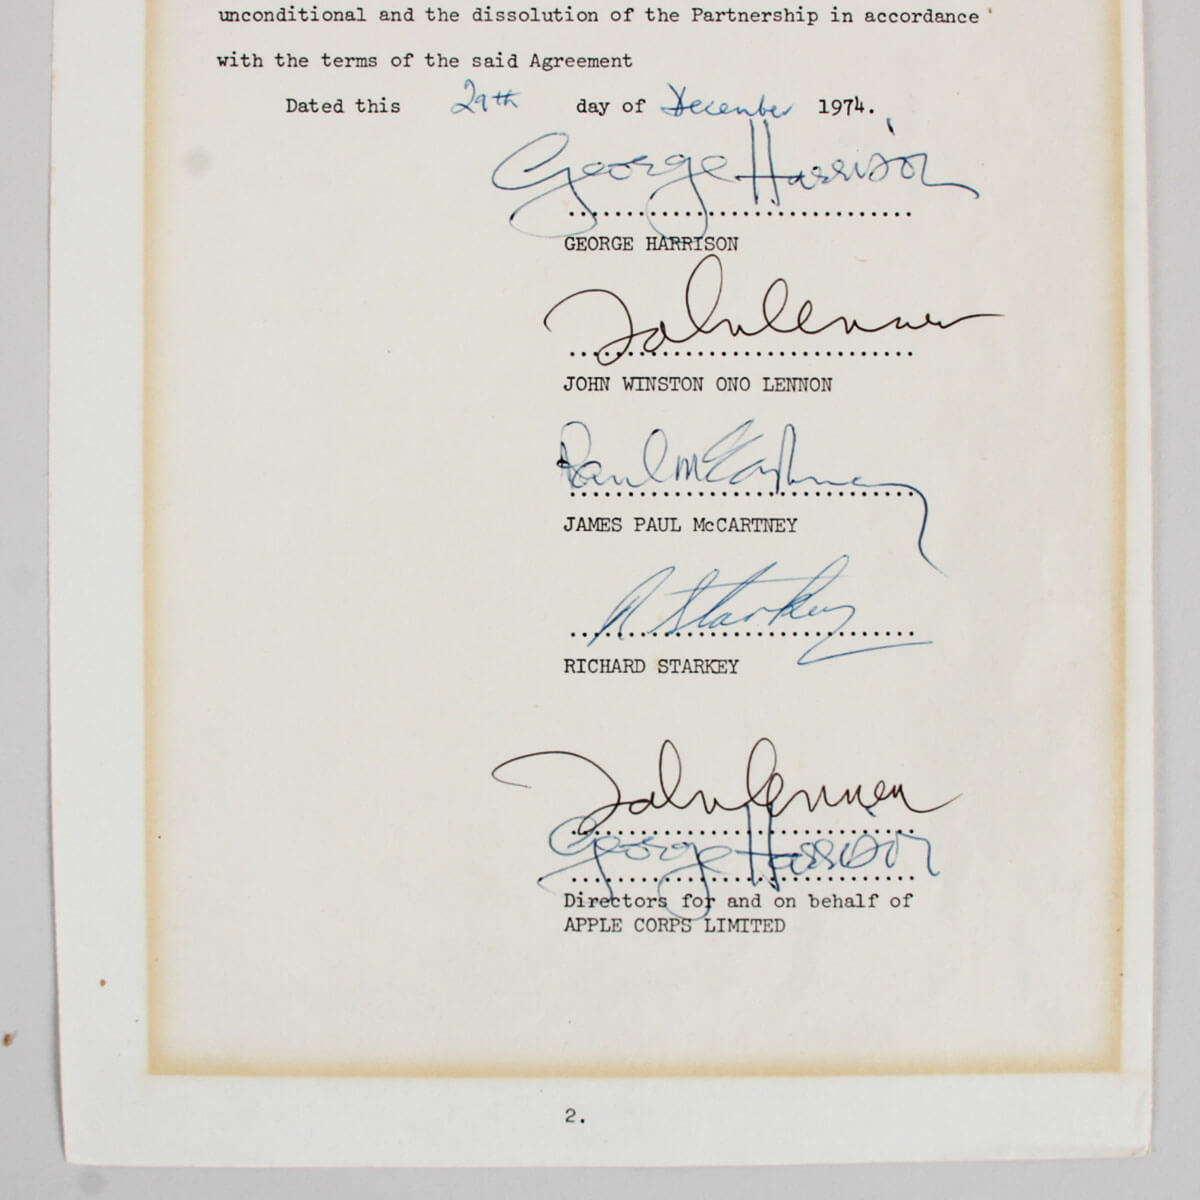 unconditional and the dissolution of the Partnership in accordance
with the terms of the said Agreement
Dated this 29th day of December 1974.
George Harrison
GEORGE HARRISON
John Lennon
JOHN WINSTON ONO LENNON
Paul McCartney
JAMES PAUL McCARTNEY
R Starkey
RICHARD STARKEY
John Lennon
George Harrison
Directors for and on behalf of
APPLE CORPS LIMITED
2.